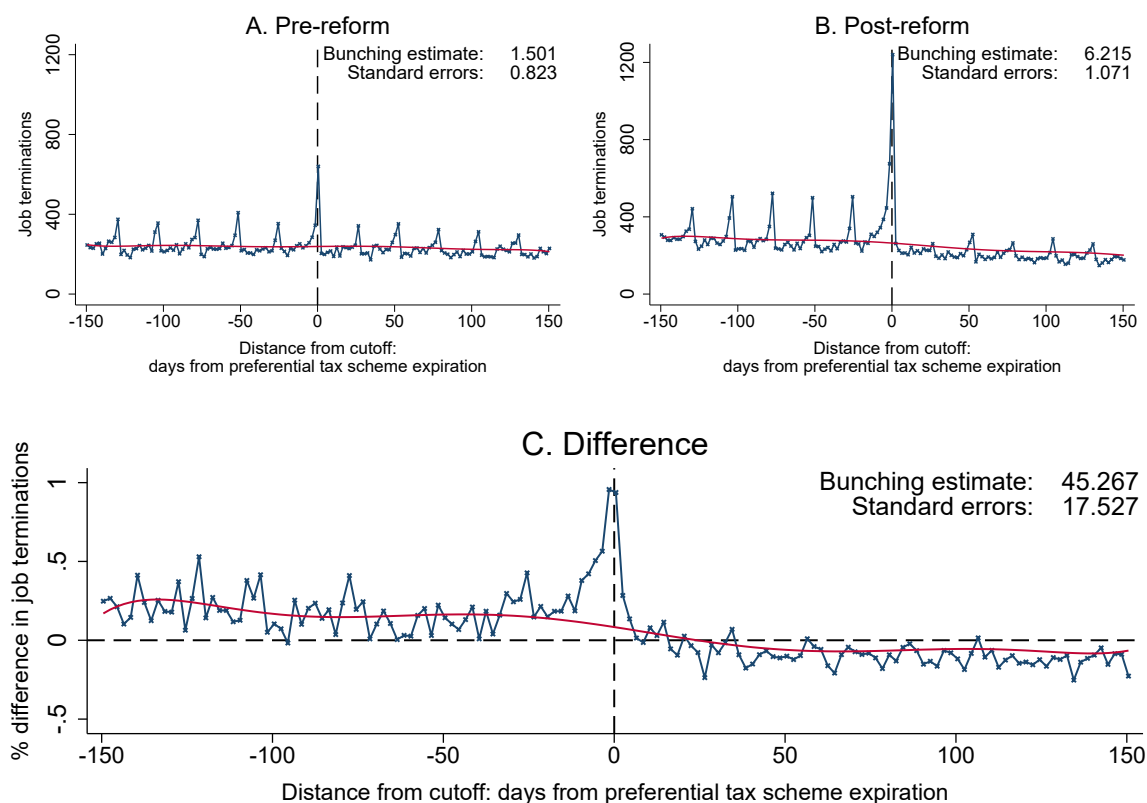 A. Pre-reform
Bunching estimate: 1.501
Standard errors: 0.823
Job terminations
1200
800
400
0
-150 -100 -50 0 50 100 150
Distance from cutoff:
days from preferential tax scheme expiration
B. Post-reform
Bunching estimate: 6.215
Standard errors: 1.071
Job terminations
1200
800
400
0
-150 -100 -50 0 50 100 150
Distance from cutoff:
days from preferential tax scheme expiration
C. Difference
Bunching estimate: 45.267
Standard errors: 17.527
% difference in job terminations
1
.5
0
-.5
-150 -100 -50 0 50 100 150
Distance from cutoff: days from preferential tax scheme expiration